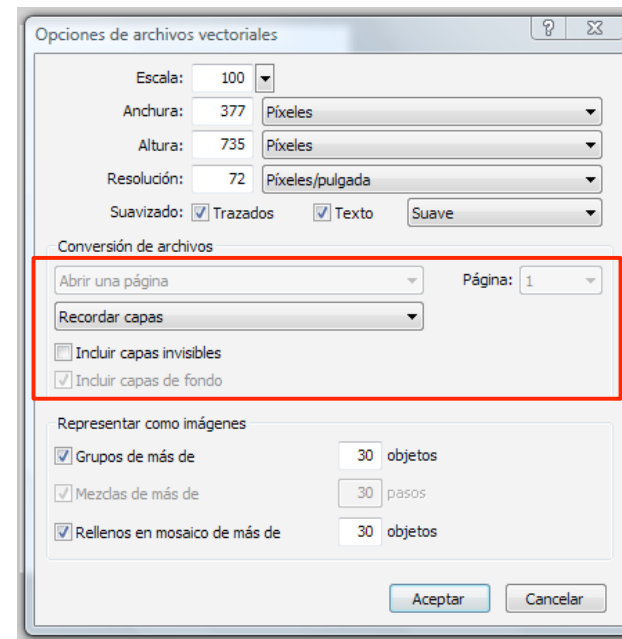 Opciones de archivos vectoriales
Escala: 100
Anchura: 377 Píxeles
Altura: 735 Píxeles
Resolución: 72 Píxeles/pulgada
Suavizado: Trazados Texto Suave
Conversión de archivos
Abrir una página Página: 1
Recordar capas
Incluir capas invisibles
Incluir capas de fondo
Representar como imágenes
Grupos de más de 30 objetos
Mezclas de más de 30 pasos
Rellenos en mosaico de más de 30 objetos
Aceptar Cancelar